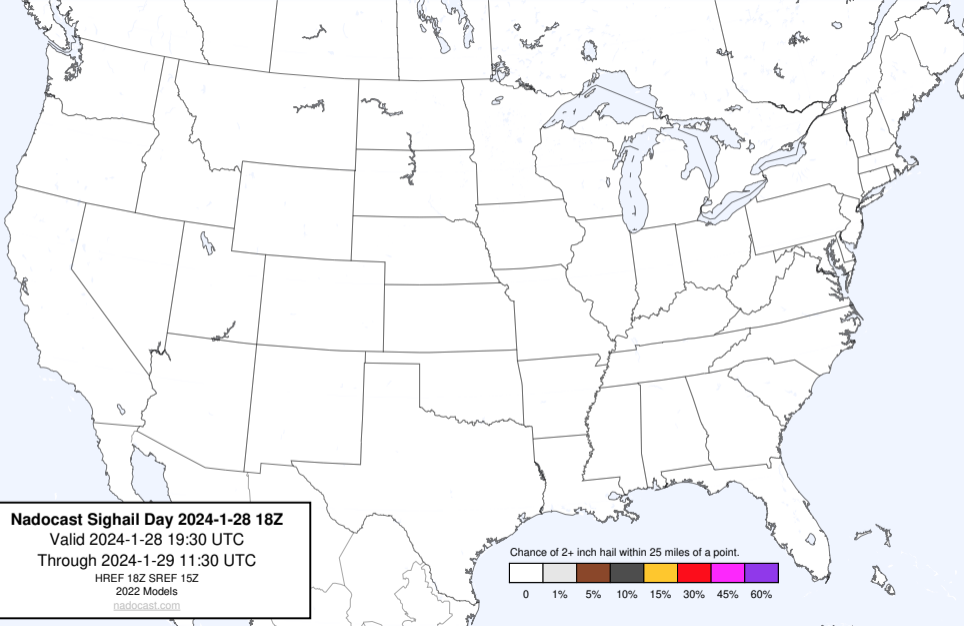 Nadocast Sighail Day 2024-1-28 18Z
Valid 2024-1-28 19:30 UTC
Through 2024-1-29 11:30 UTC
HREF 18Z SREF 15Z
2022 Models
nadocast.com
Chance of 2+ inch hail within 25 miles of a point.
0 1% 5% 10% 15% 30% 45% 60%